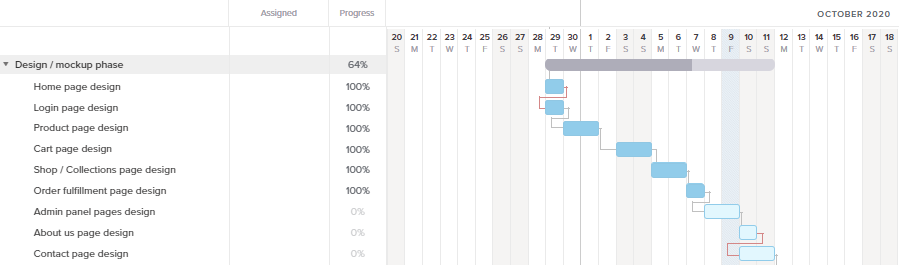 Assigned Progress OCTOBER 2020
20 21 22 23 24 25 26 27 28 29 30 1 2 3 4 5 6 7 8 9 10 11 12 13 14 15 16 17 18
S M T W T F S S M T W T F S S M T W T F S S M T W T F S S
Design / mockup phase 64%
Home page design 100%
Login page design 100%
Product page design 100%
Cart page design 100%
Shop / Collections page design 100%
Order fulfillment page design 100%
Admin panel pages design 0%
About us page design 0%
Contact page design 0%